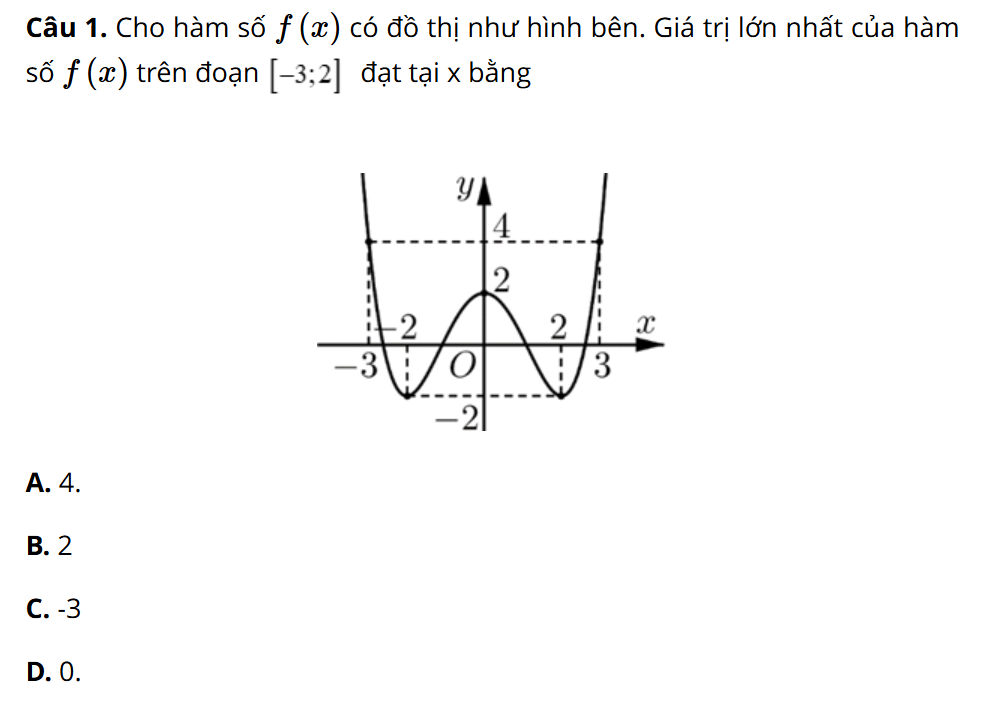 Câu 1. Cho hàm số f (x) có đồ thị như hình bên. Giá trị lớn nhất của hàm
số f (x) trên đoạn [−3;2] đạt tại x bằng
y
4
2
−2 2 x
−3 O 3
−2
A. 4.
B. 2
C. -3
D. 0.